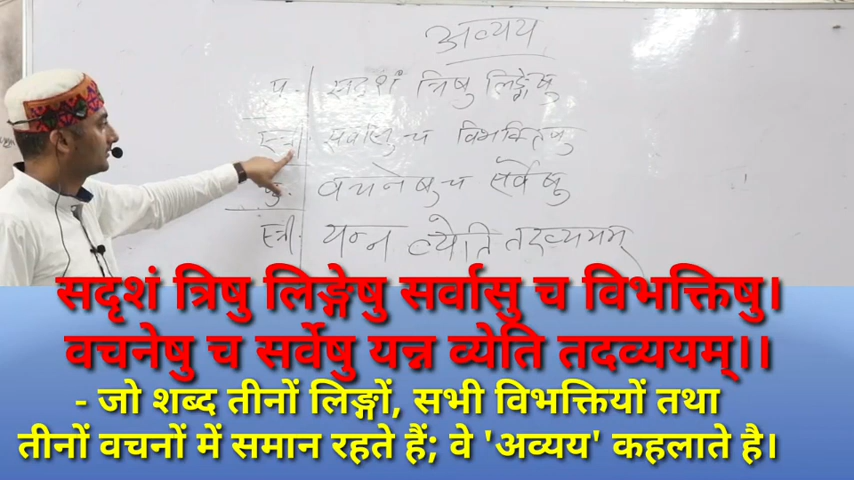 अव्यय
पु. सदृशं त्रिषु लिङ्गेषु
स्त्री. सर्वासु च विभक्तिषु
वचनेषु च सर्वेषु
स्त्री. यन्न व्येति तदव्ययम्
सदृशं त्रिषु लिङ्गेषु सर्वासु च विभक्तिषु।
वचनेषु च सर्वेषु यन्न व्येति तदव्ययम्।।
- जो शब्द तीनों लिङ्गों, सभी विभक्तियों तथा
तीनों वचनों में समान रहते हैं; वे 'अव्यय' कहलाते है।